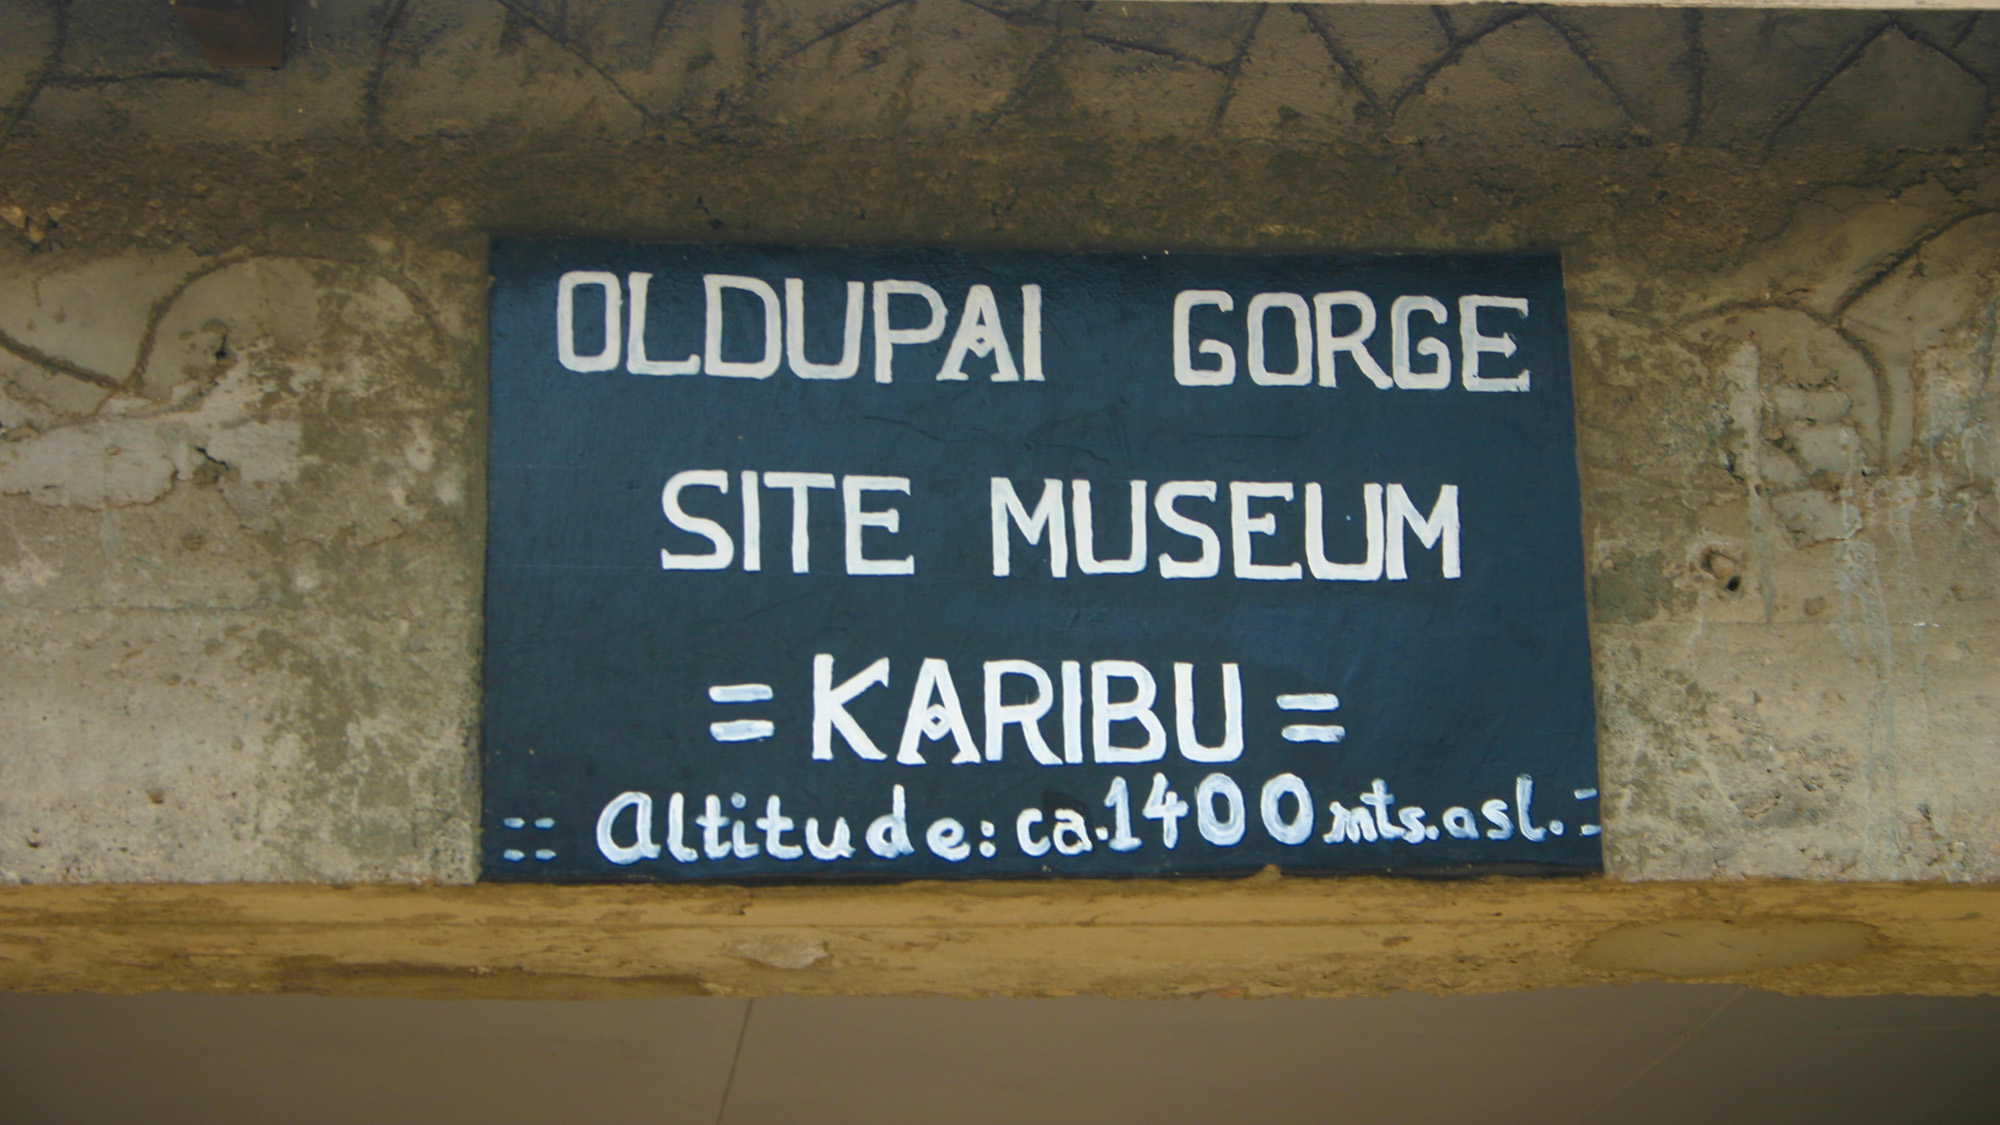 OLDUPAI GORGE
SITE MUSEUM
= KARIBU =
:: Altitude: ca. 1400 mts. asl. =